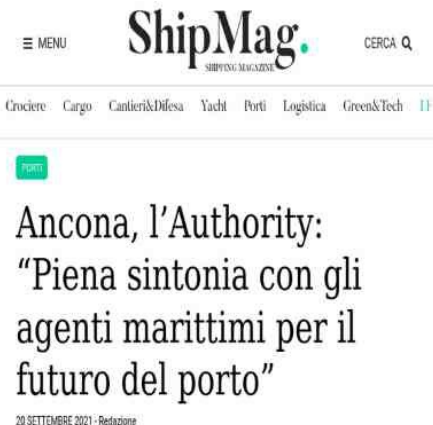 ≡ MENU
ShipMag.
SHIPPING MAGAZINE
CERCA
Crociere Cargo Cantieri&Difesa Yacht Porti Logistica Green&Tech
PORTI
Ancona, l’Authority:
“Piena sintonia con gli
agenti marittimi per il
futuro del porto”
20 SETTEMBRE 2021 - Redazione